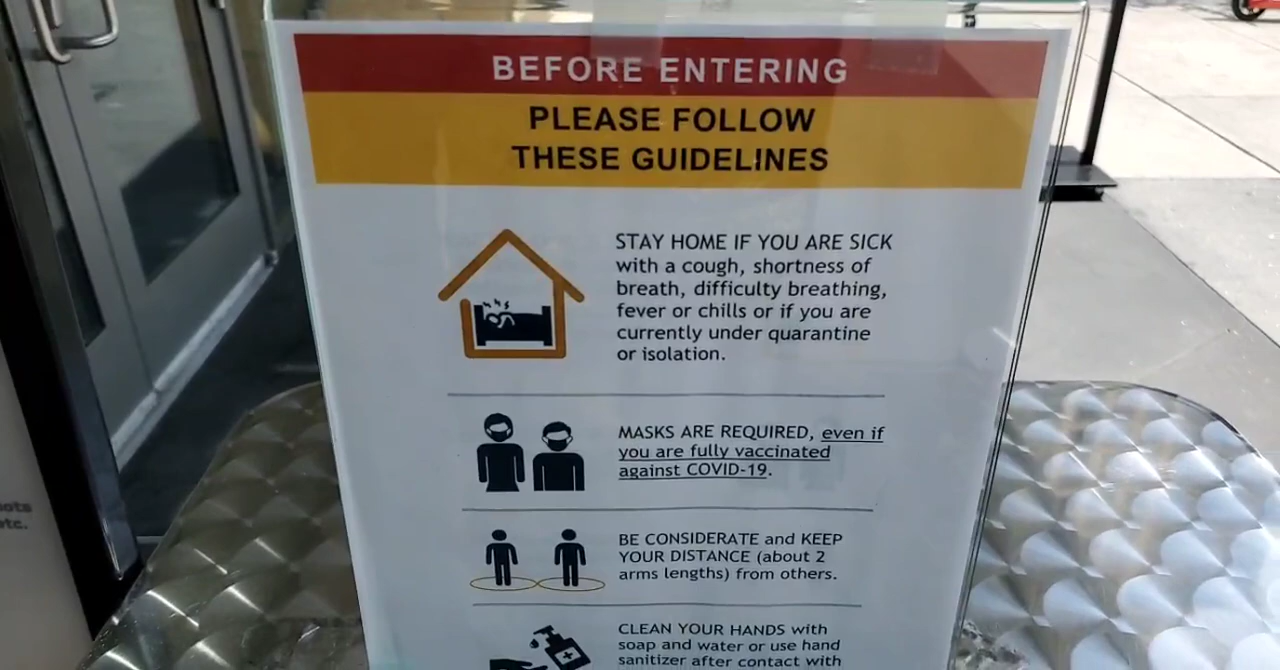 BEFORE ENTERING
PLEASE FOLLOW
THESE GUIDELINES
STAY HOME IF YOU ARE SICK
with a cough, shortness of
breath, difficulty breathing,
fever or chills or if you are
currently under quarantine
or isolation.
MASKS ARE REQUIRED, even if
you are fully vaccinated
against COVID-19.
BE CONSIDERATE and KEEP
YOUR DISTANCE (about 2
arms lengths) from others.
CLEAN YOUR HANDS with
soap and water or use hand
sanitizer after contact with